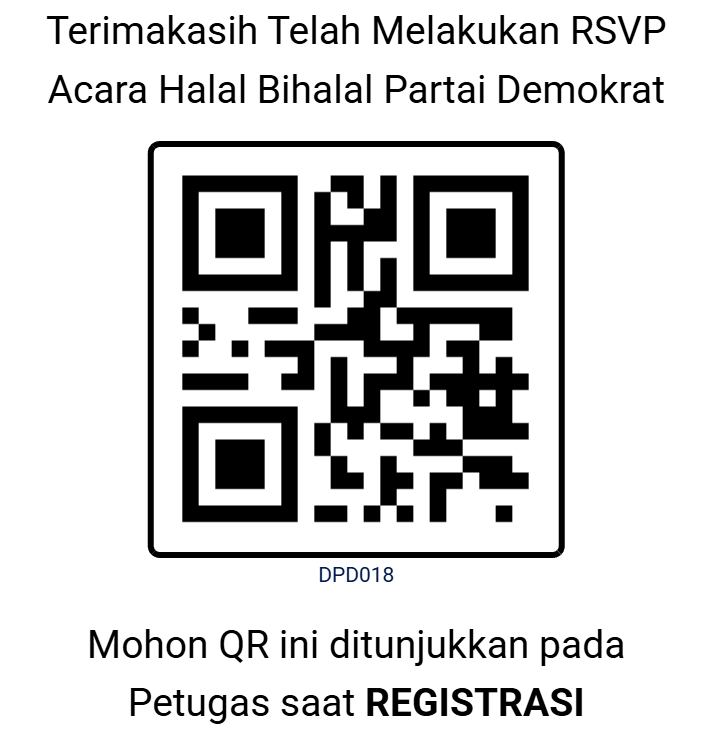 Terimakasih Telah Melakukan RSVP
Acara Halal Bihalal Partai Demokrat
DPD018
Mohon QR ini ditunjukkan pada
Petugas saat REGISTRASI